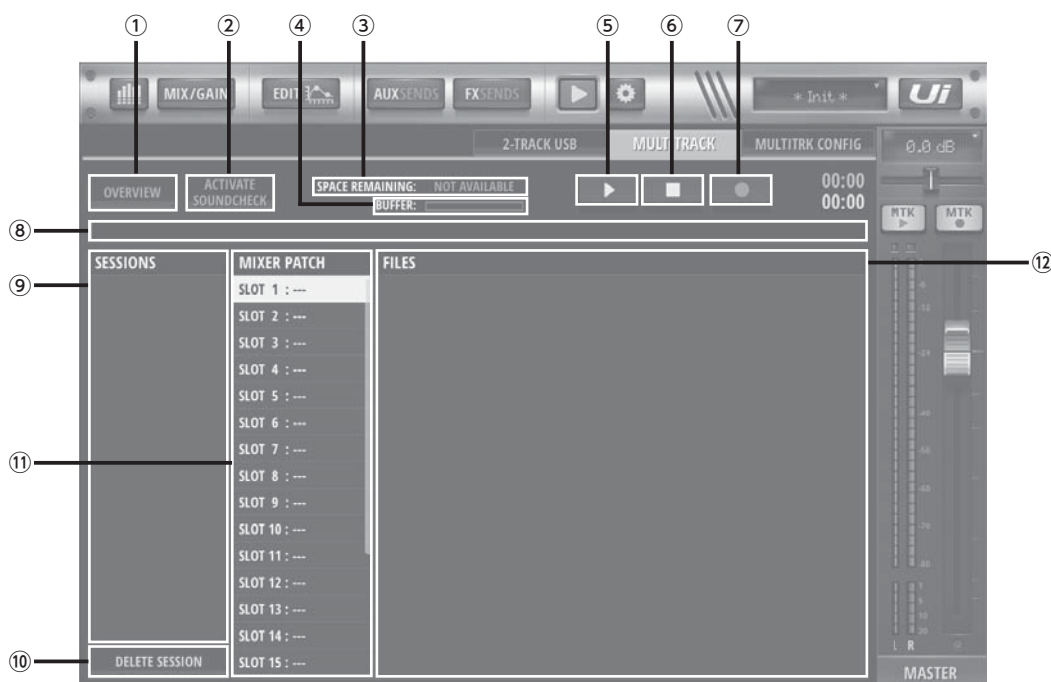 ① ② ④ ③ ⑤ ⑥ ⑦
MIX/GAIN EDIT AUX SENDS FX SENDS * Init * Ui
2-TRACK USB MULTITRACK MULTITRK CONFIG 0.0 dB
OVERVIEW
ACTIVATE
SOUNDCHECK
SPACE REMAINING: NOT AVAILABLE
BUFFER:
00:00
00:00
MTK MTK
⑧
⑨
SESSIONS
MIXER PATCH
FILES
⑫
SLOT 1 : ---
SLOT 2 : ---
SLOT 3 : ---
SLOT 4 : ---
SLOT 5 : ---
SLOT 6 : ---
SLOT 7 : ---
⑪
SLOT 8 : ---
SLOT 9 : ---
SLOT 10 : ---
SLOT 11 : ---
SLOT 12 : ---
SLOT 13 : ---
SLOT 14 : ---
SLOT 15 : ---
⑩
DELETE SESSION
L R
MASTER